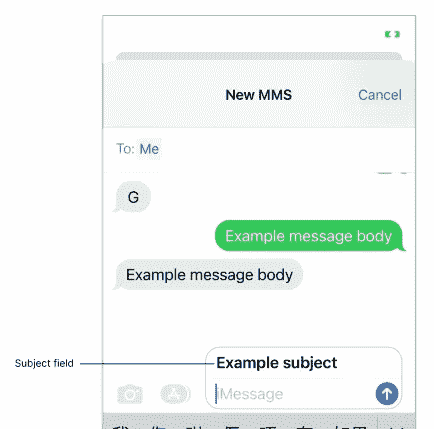 New MMS
Cancel
To: Me
G
Example message body
Example message body
Subject field
Example subject
Message